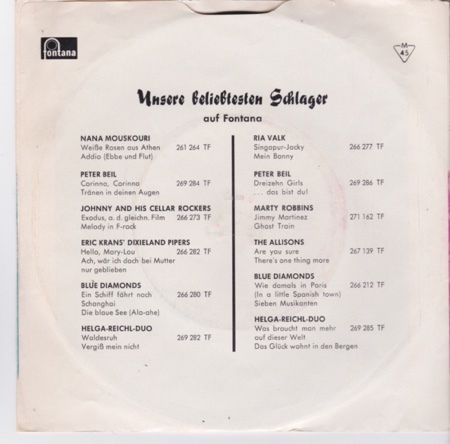 fontana
M
45
Unsere beliebtesten Schlager
auf Fontana
NANA MOUSKOURI
Weiße Rosen aus Athen 261 264 TF
Addio (Ebbe und Flut)
PETER BEIL
Corinna, Corinna 269 284 TF
Tränen in deinen Augen
JOHNNY AND HIS CELLAR ROCKERS
Exodus, a. d. gleichn. Film 266 273 TF
Melody in F-rock
ERIC KRANS' DIXIELAND PIPERS
Hello, Mary-Lou 266 282 TF
Ach, wär ich doch bei Mutter
nur geblieben
BLUE DIAMONDS
Ein Schiff fährt nach 266 280 TF
Schanghai
Die blaue See (Ala-ahe)
HELGA-REICHL-DUO
Waldesruh 269 282 TF
Vergiß mein nicht
RIA VALK
Singapur-Jacky 266 277 TF
Mein Banny
PETER BEIL
Dreizehn Girls 269 286 TF
. . . das bist du!
MARTY ROBBINS
Jimmy Martinez 271 162 TF
Ghost Train
THE ALLISONS
Are you sure 267 139 TF
There's one thing more
BLUE DIAMONDS
Wie damals in Paris 266 212 TF
(In a little Spanish town)
Sieben Musikanten
HELGA-REICHL-DUO
Was braucht man mehr 269 285 TF
auf dieser Welt
Das Glück wohnt in den Bergen